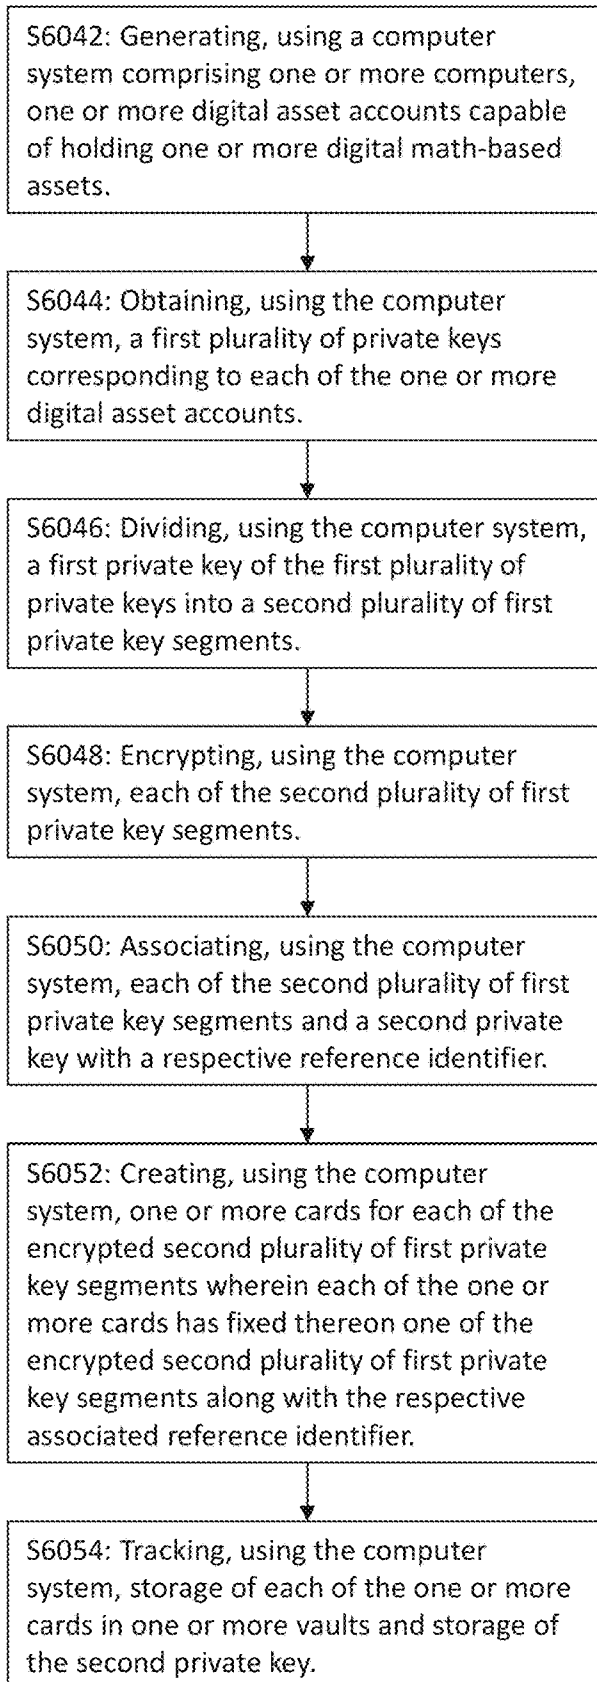 S6042: Generating, using a computer
system comprising one or more computers,
one or more digital asset accounts capable
of holding one or more digital math-based
assets.
S6044: Obtaining, using the computer
system, a first plurality of private keys
corresponding to each of the one or more
digital asset accounts.
S6046: Dividing, using the computer system,
a first private key of the first plurality of
private keys into a second plurality of first
private key segments.
S6048: Encrypting, using the computer
system, each of the second plurality of first
private key segments.
S6050: Associating, using the computer
system, each of the second plurality of first
private key segments and a second private
key with a respective reference identifier.
S6052: Creating, using the computer
system, one or more cards for each of the
encrypted second plurality of first private
key segments wherein each of the one or
more cards has fixed thereon one of the
encrypted second plurality of first private
key segments along with the respective
associated reference identifier.
S6054: Tracking, using the computer
system, storage of each of the one or more
cards in one or more vaults and storage of
the second private key.